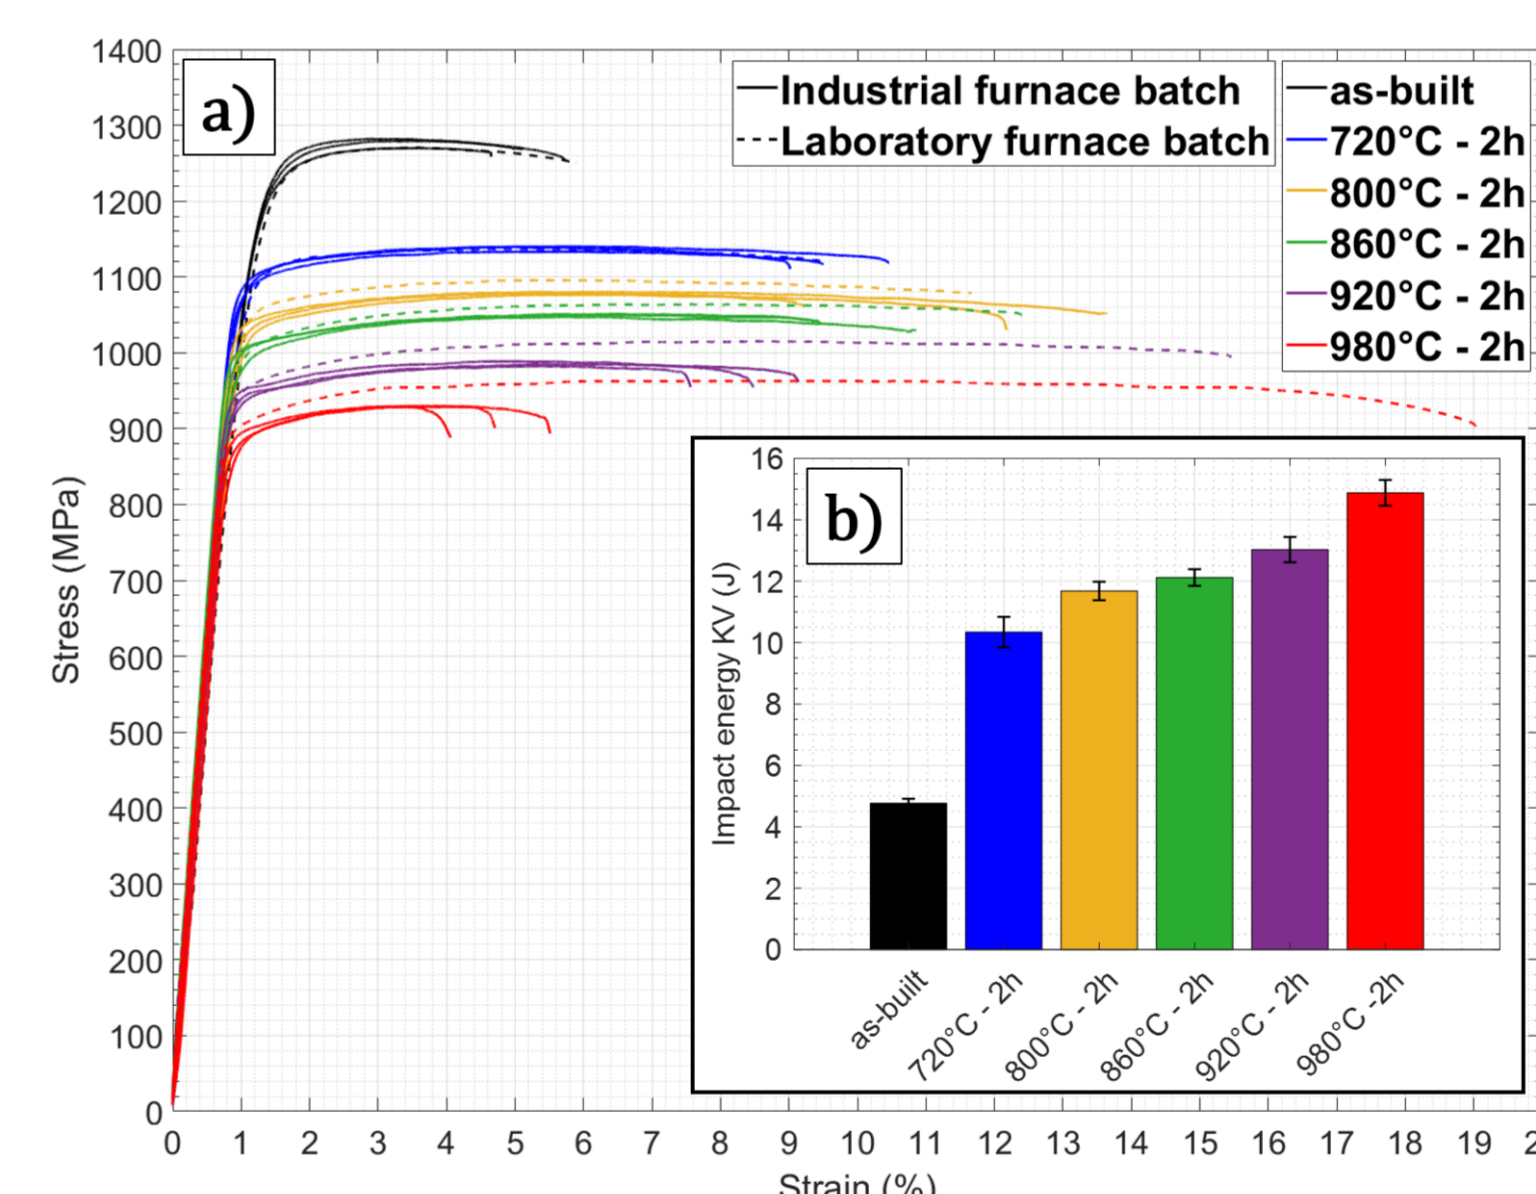 a)
Industrial furnace batch
Laboratory furnace batch
as-built
720°C - 2h
800°C - 2h
860°C - 2h
920°C - 2h
980°C - 2h
Stress (MPa)
1400
1300
1200
1100
1000
900
800
700
600
500
400
300
200
100
0
0 1 2 3 4 5 6 7 8 9 10 11 12 13 14 15 16 17 18 19 2
Strain (%)
b)
Impact energy KV (J)
16
14
12
10
8
6
4
2
0
as-built
720°C - 2h
800°C - 2h
860°C - 2h
920°C - 2h
980°C -2h